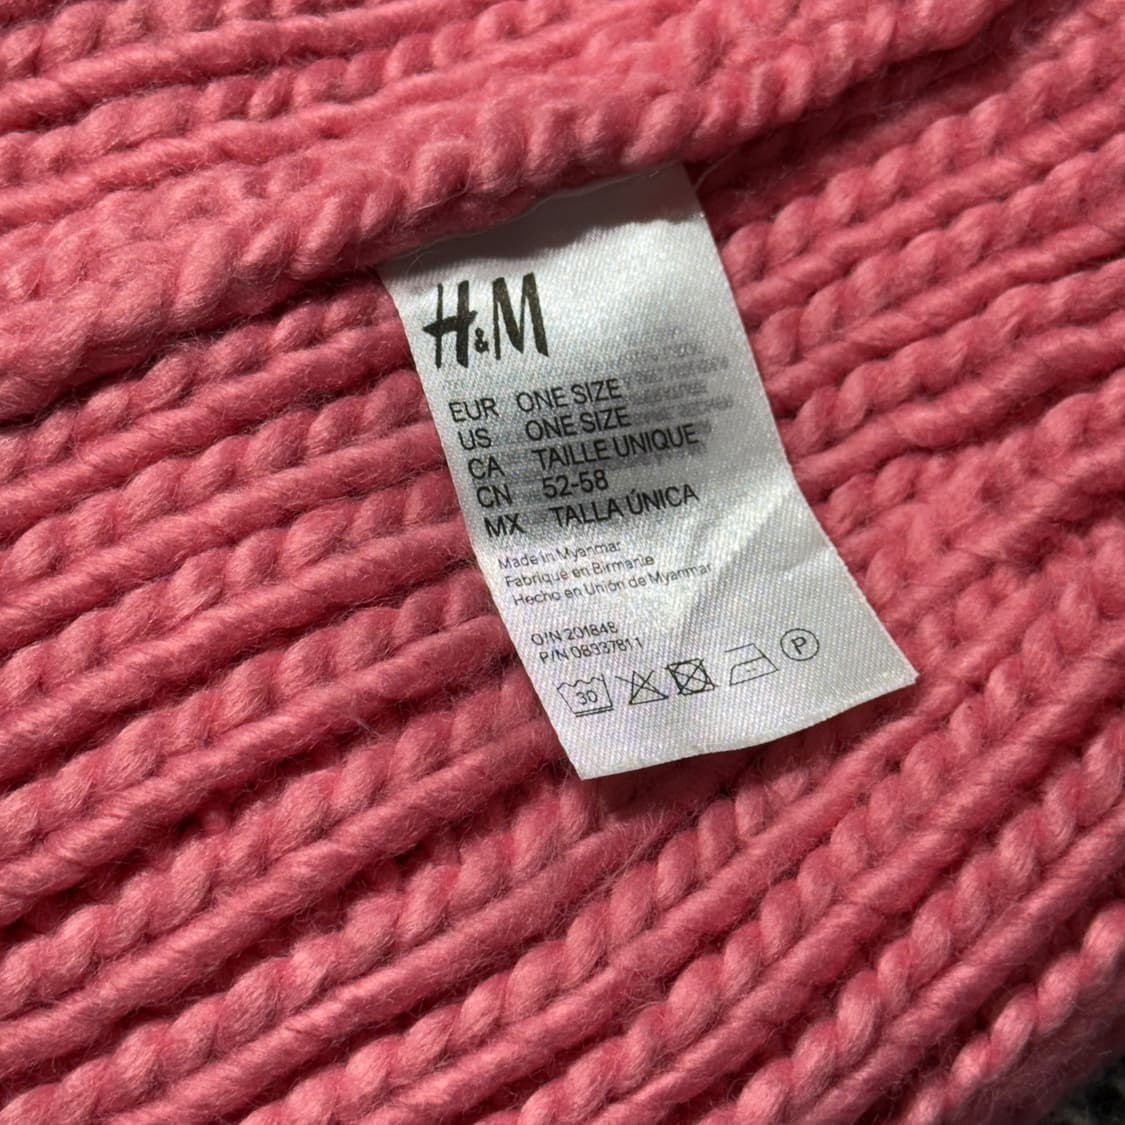 H&M
EUR ONE SIZE
US ONE SIZE
CA TAILLE UNIQUE
CN 52-58
MX TALLA ÚNICA
Made in Myanmar
Fabriqué en Birmanie
Hecho en Unión de Myanmar
O/N 201848
P/N 08337811
30
P